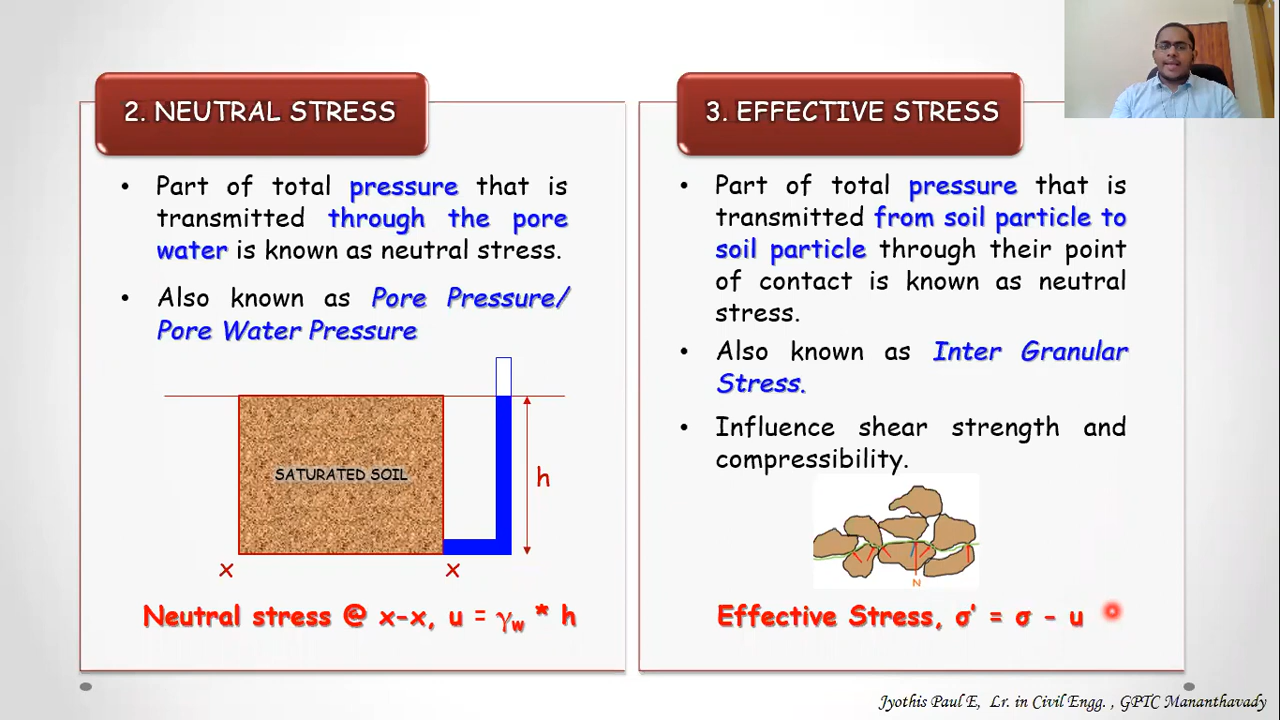 2. NEUTRAL STRESS
• Part of total pressure that is
transmitted through the pore
water is known as neutral stress.
• Also known as Pore Pressure/
Pore Water Pressure
SATURATED SOIL
h
x x
Neutral stress @ x-x, u = γw * h
3. EFFECTIVE STRESS
• Part of total pressure that is
transmitted from soil particle to
soil particle through their point
of contact is known as neutral
stress.
• Also known as Inter Granular
Stress.
• Influence shear strength and
compressibility.
N
Effective Stress, σ' = σ - u
Jyothis Paul E, Lr. in Civil Engg. , GPTC Mananthavady